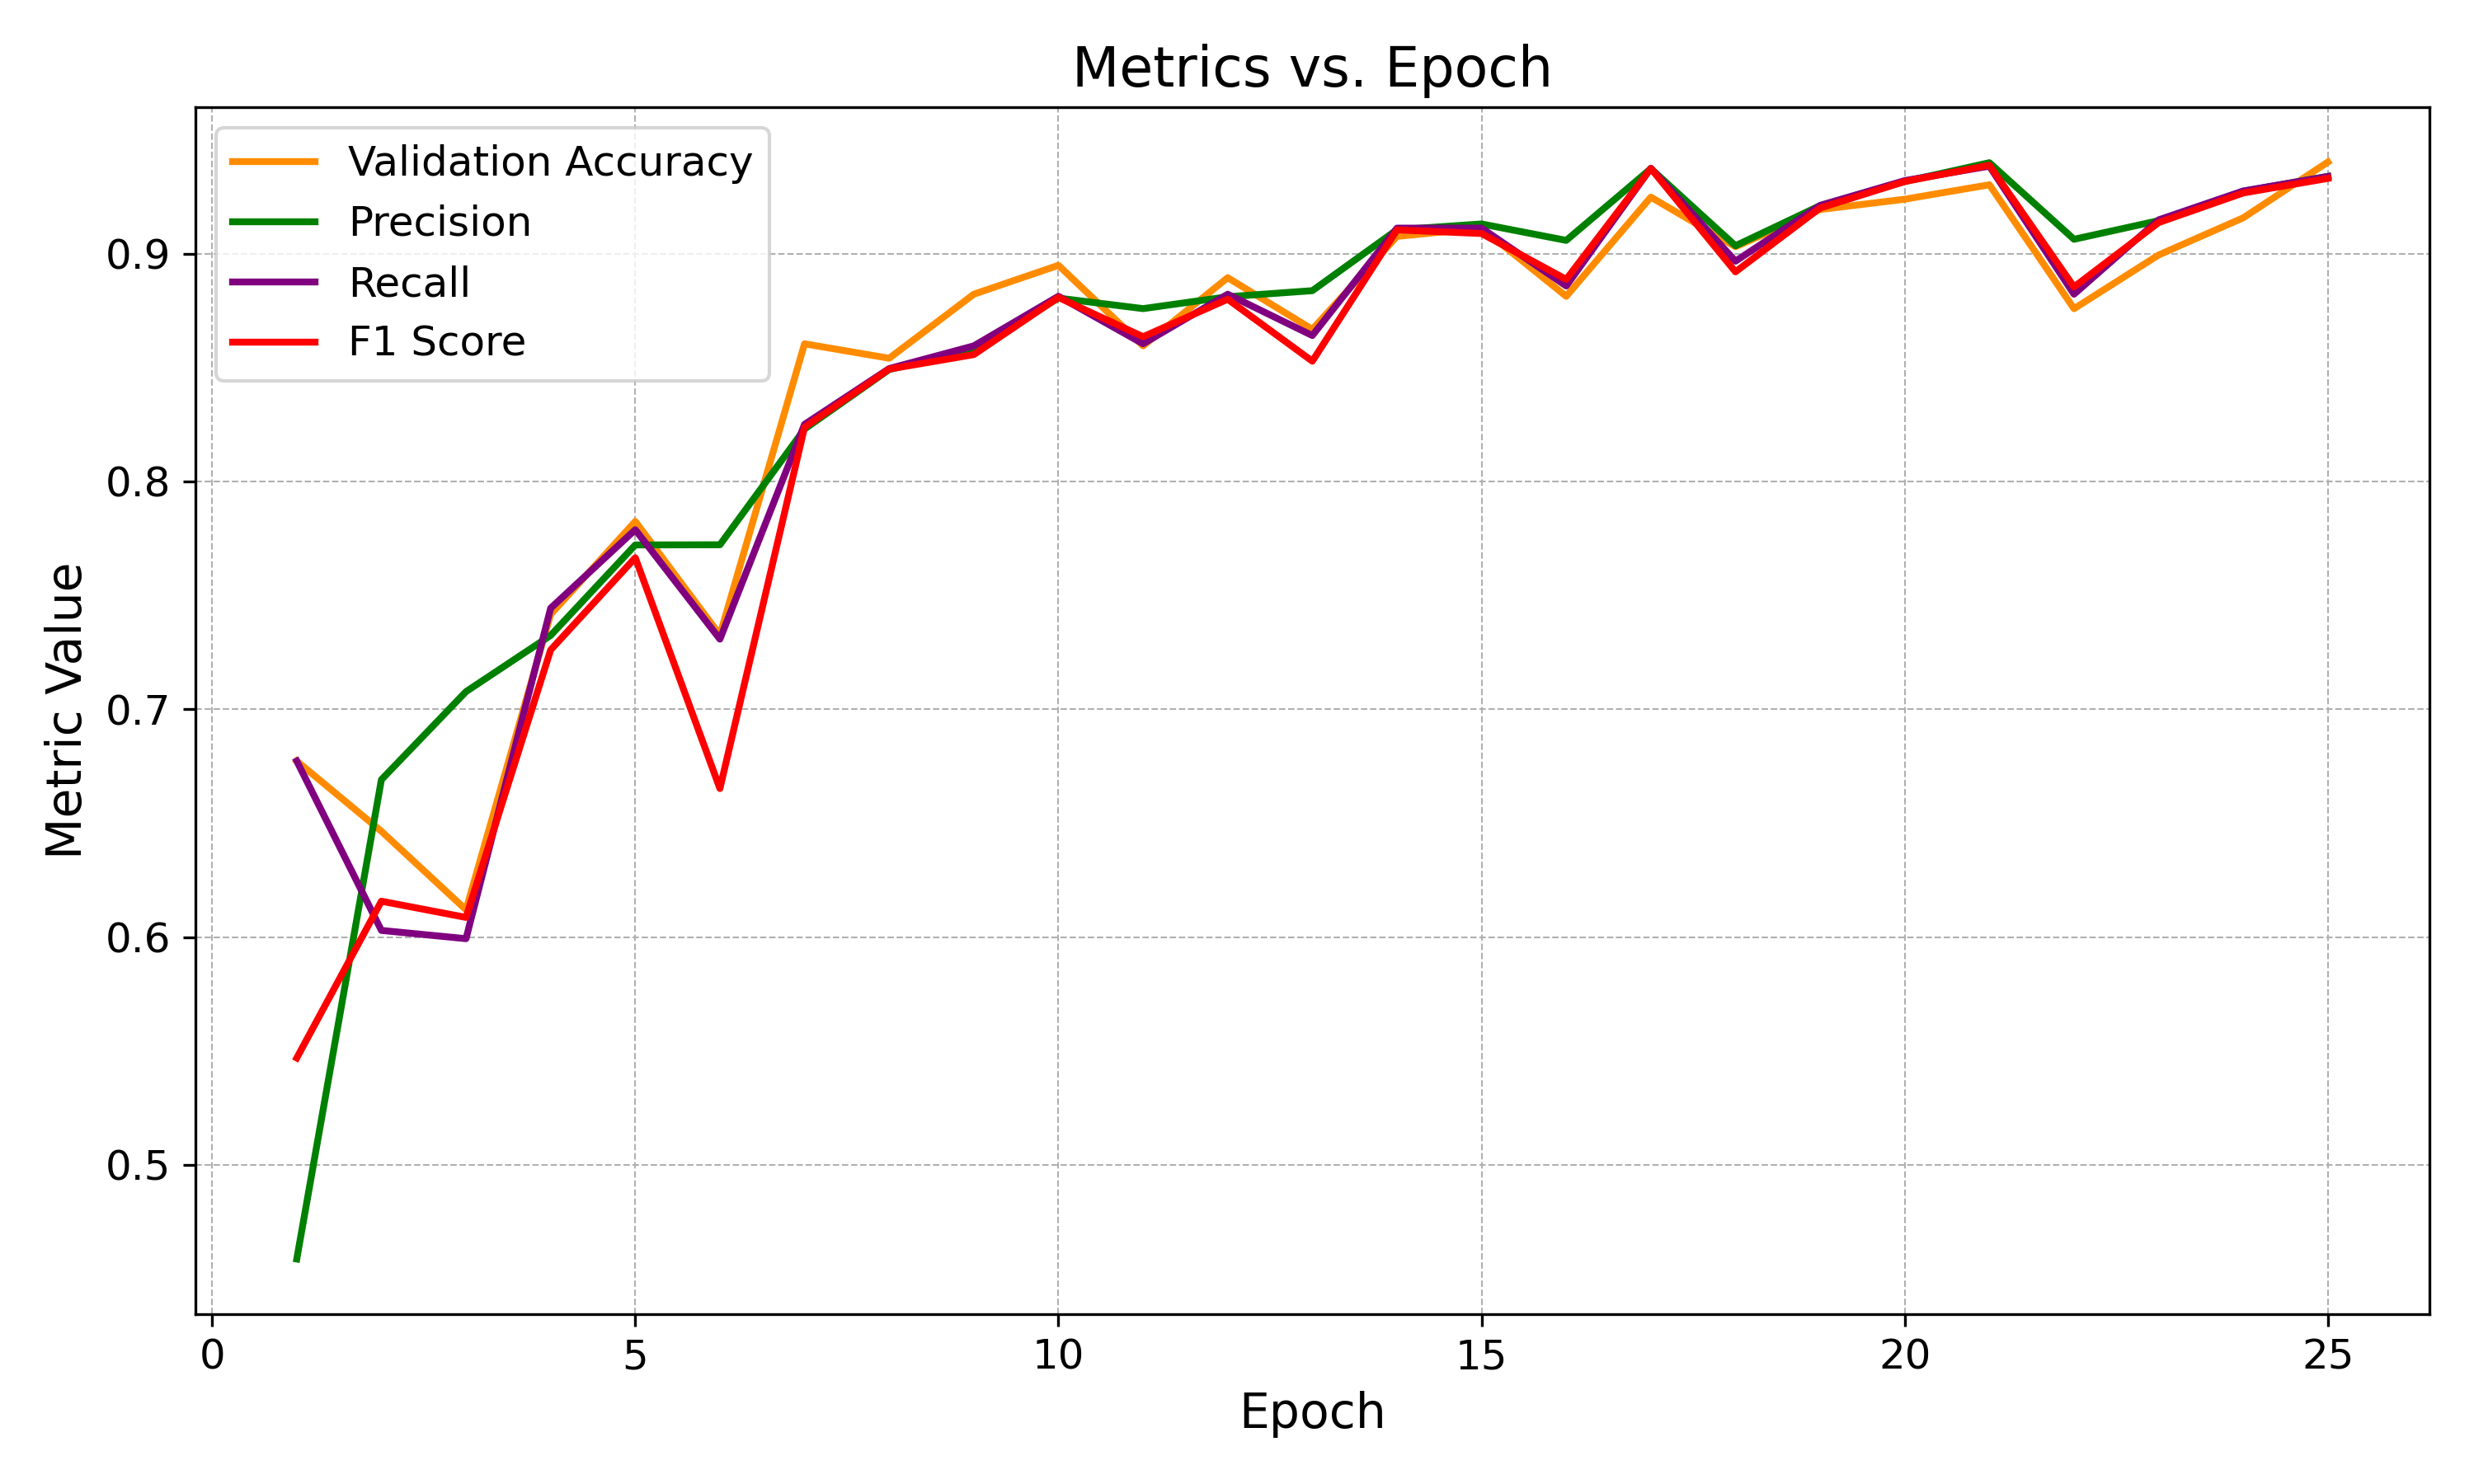 Metrics vs. Epoch
Validation Accuracy
Precision
Recall
F1 Score
0.9
0.8
0.7
0.6
0.5
Metric Value
0 5 10 15 20 25
Epoch